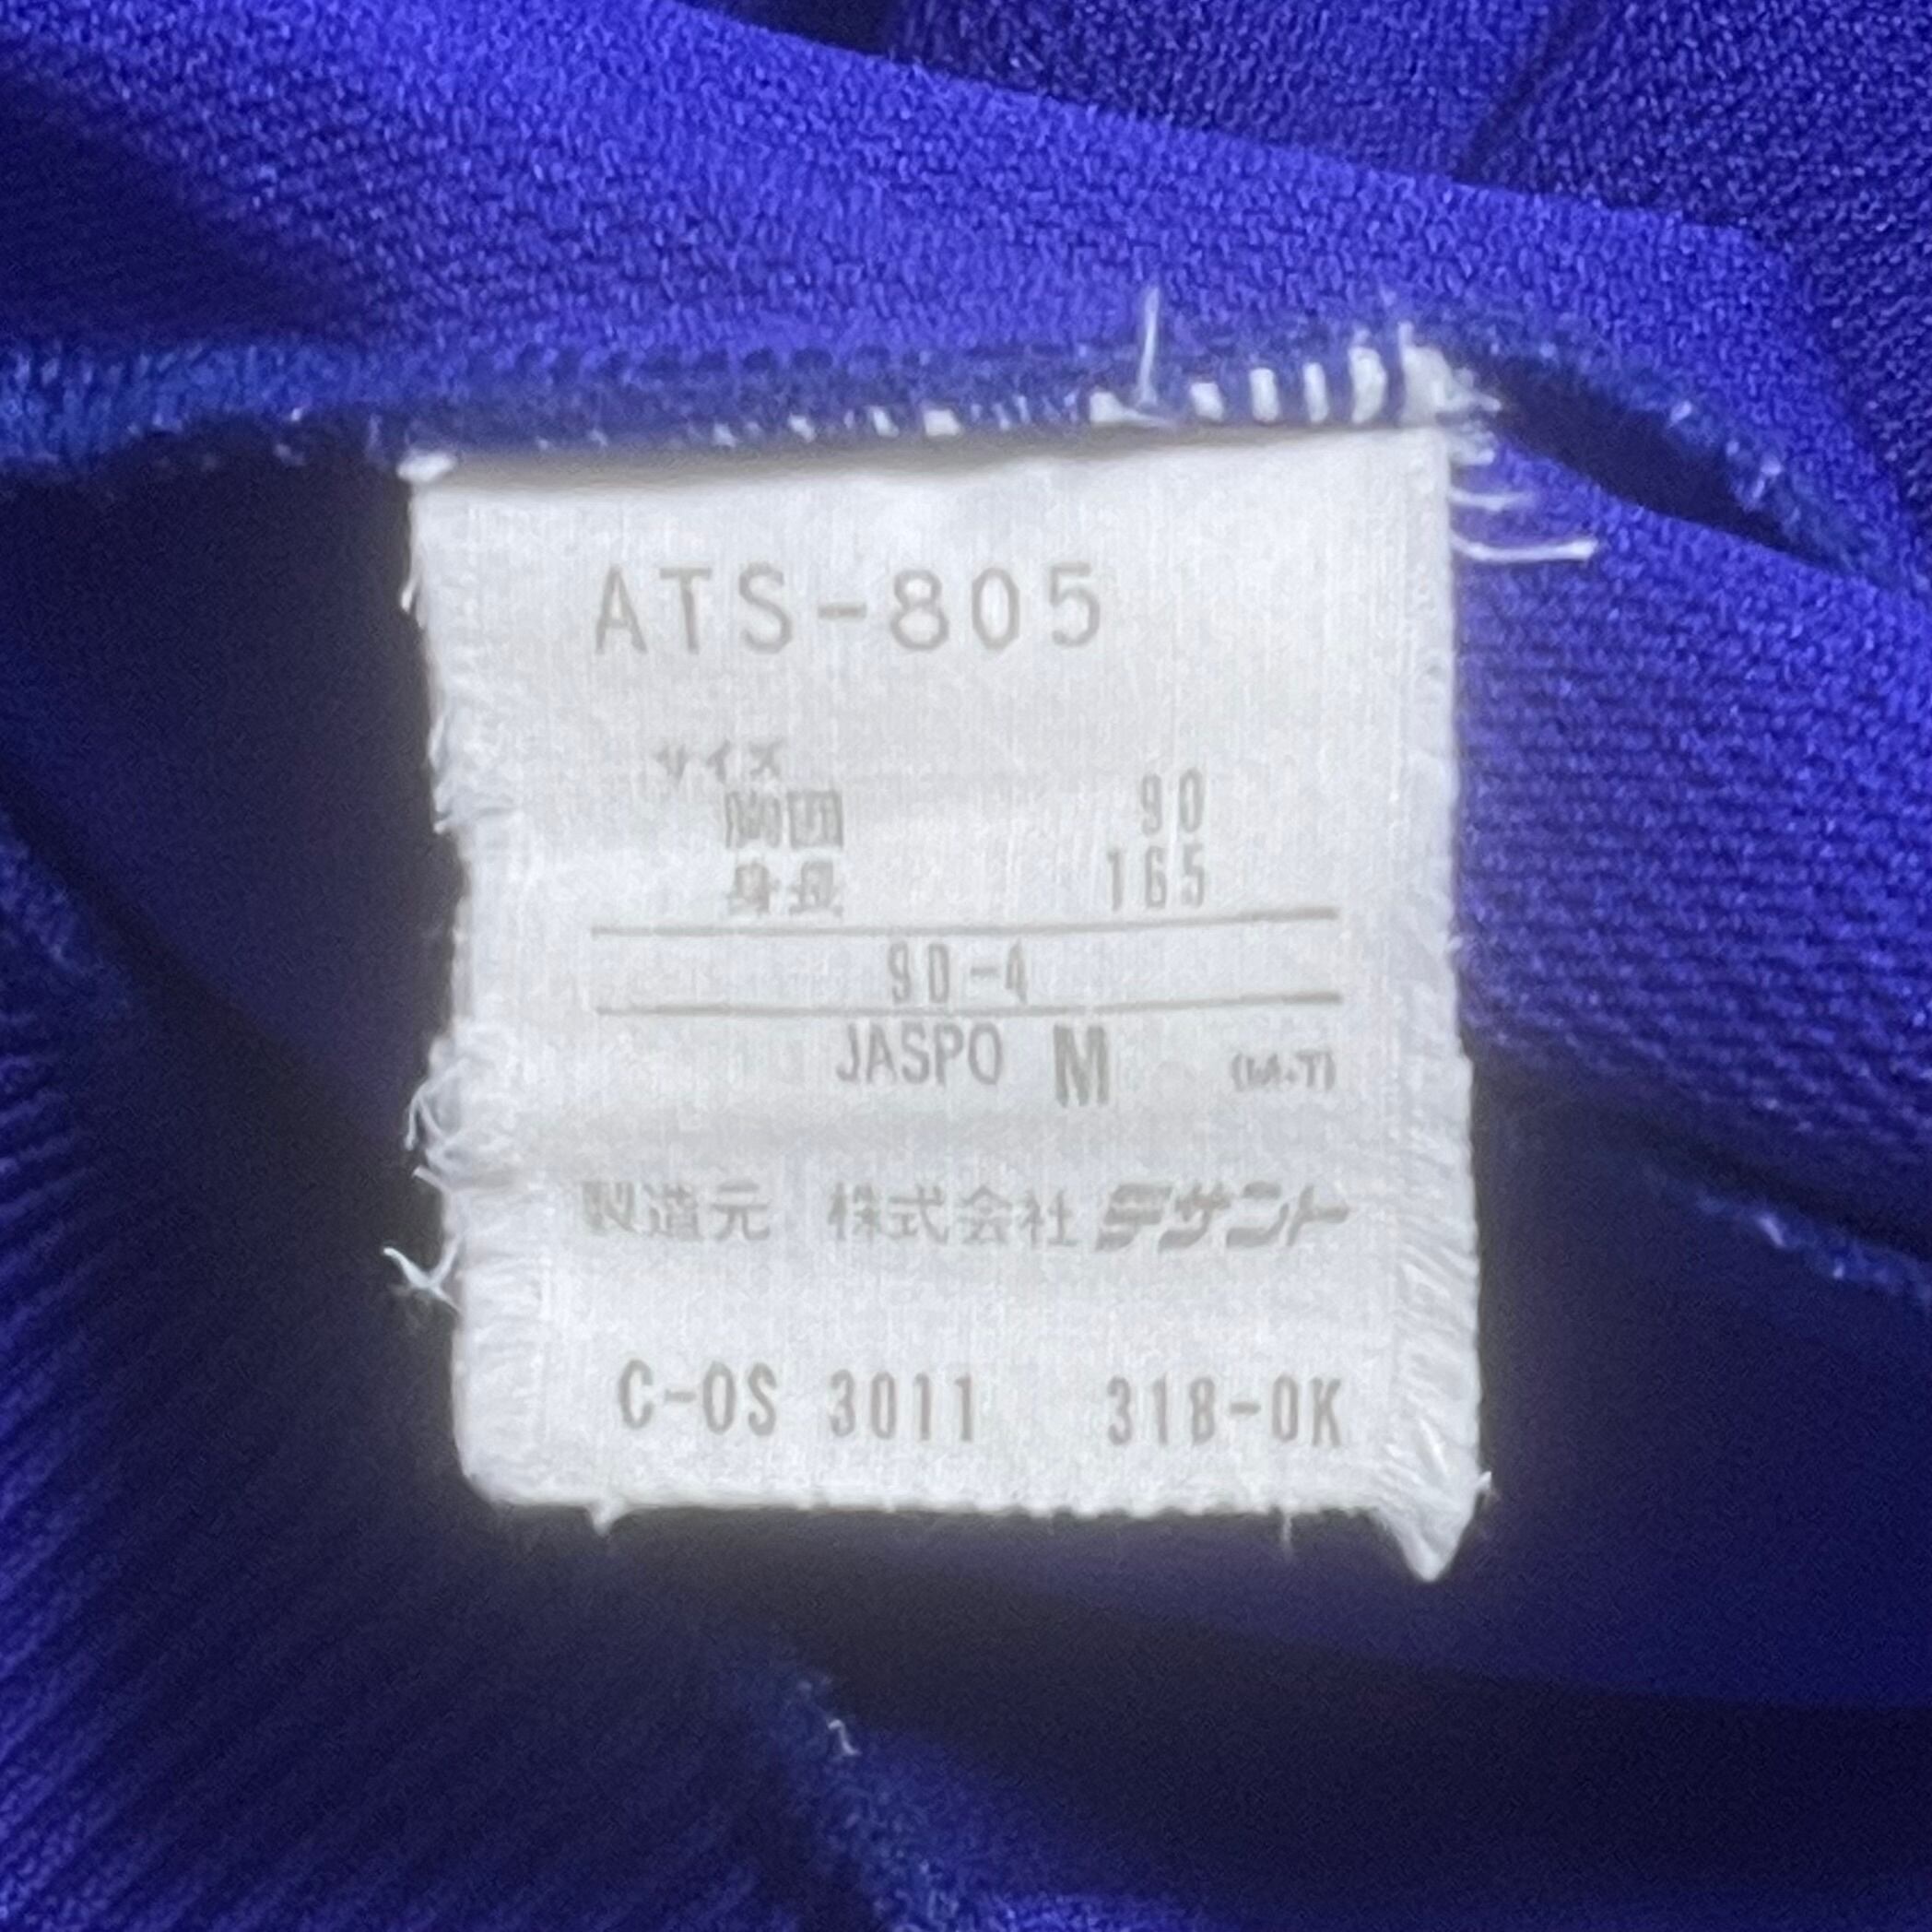 ATS-805
サイズ
胸囲 90
身長 165
90-4
JASPO M
製造元 株式会社デサント
C-OS 3011 318-OK